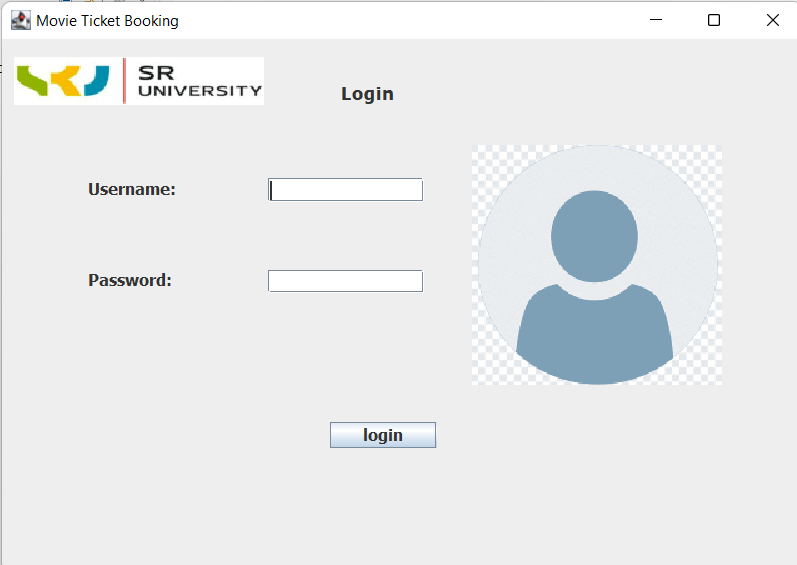 Movie Ticket Booking
SR
UNIVERSITY
Login
Username:
Password:
login